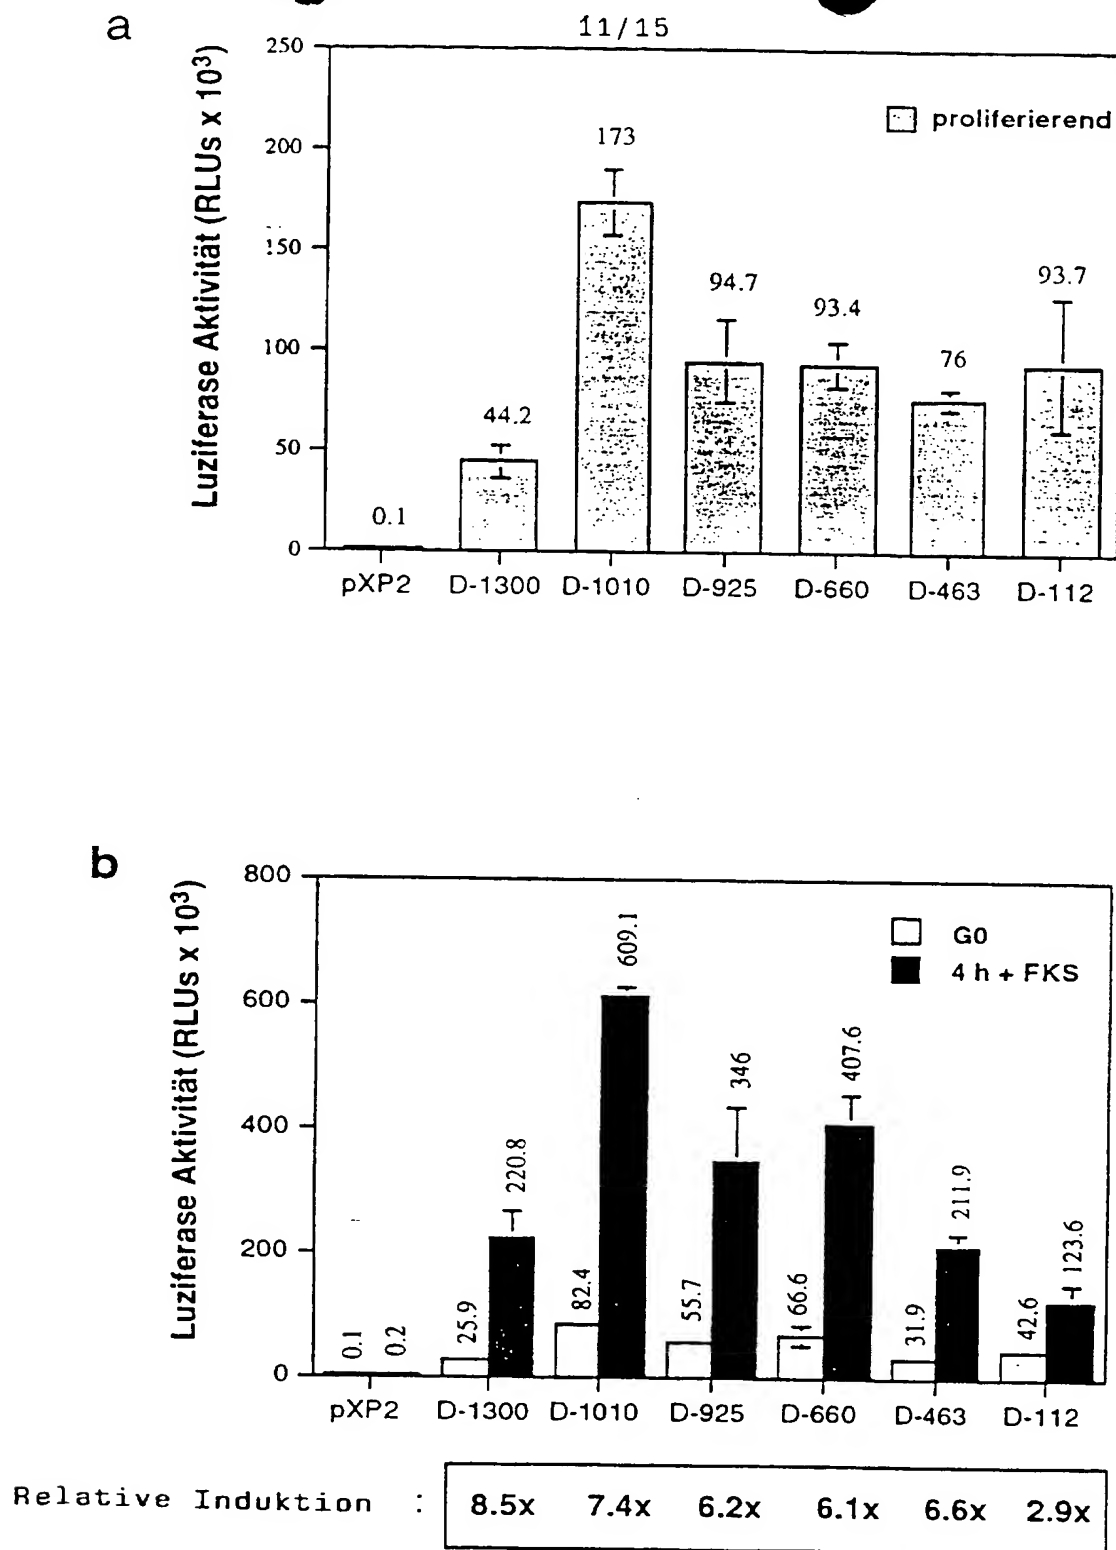 a
11/15
Luziferase Aktivität (RLUs x 10³)
250
200
150
100
50
0
proliferierend
0.1
44.2
173
94.7
93.4
76
93.7
pXP2 D-1300 D-1010 D-925 D-660 D-463 D-112
b
Luziferase Aktivität (RLUs x 10³)
800
600
400
200
0
G0
4 h + FKS
0.1 0.2
25.9 220.8
82.4 609.1
55.7 346
66.6 407.6
31.9 211.9
42.6 123.6
pXP2 D-1300 D-1010 D-925 D-660 D-463 D-112
Relative Induktion : 8.5x 7.4x 6.2x 6.1x 6.6x 2.9x